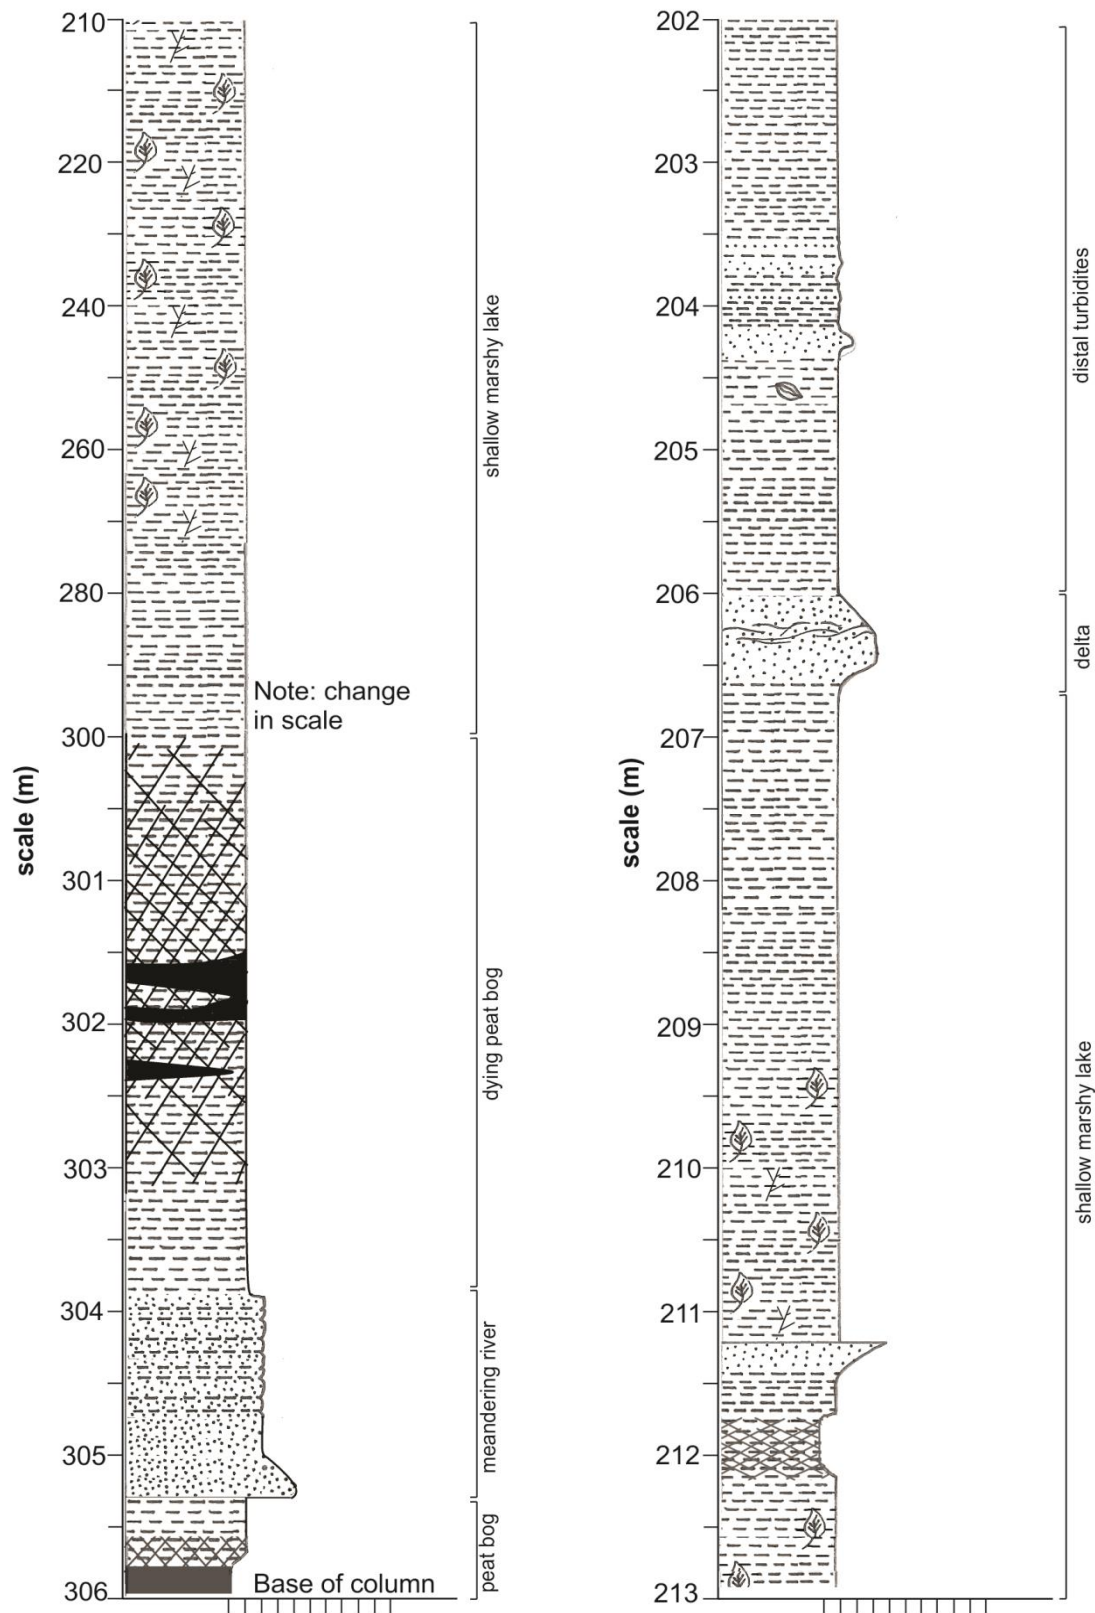 210
220
240
260
280
300
301
302
303
304
305
306
scale (m)
Note: change
in scale
Base of column
shallow marshy lake
dying peat bog
meandering river
peat bog
202
203
204
205
206
207
208
209
210
211
212
213
scale (m)
distal turbidites
delta
shallow marshy lake